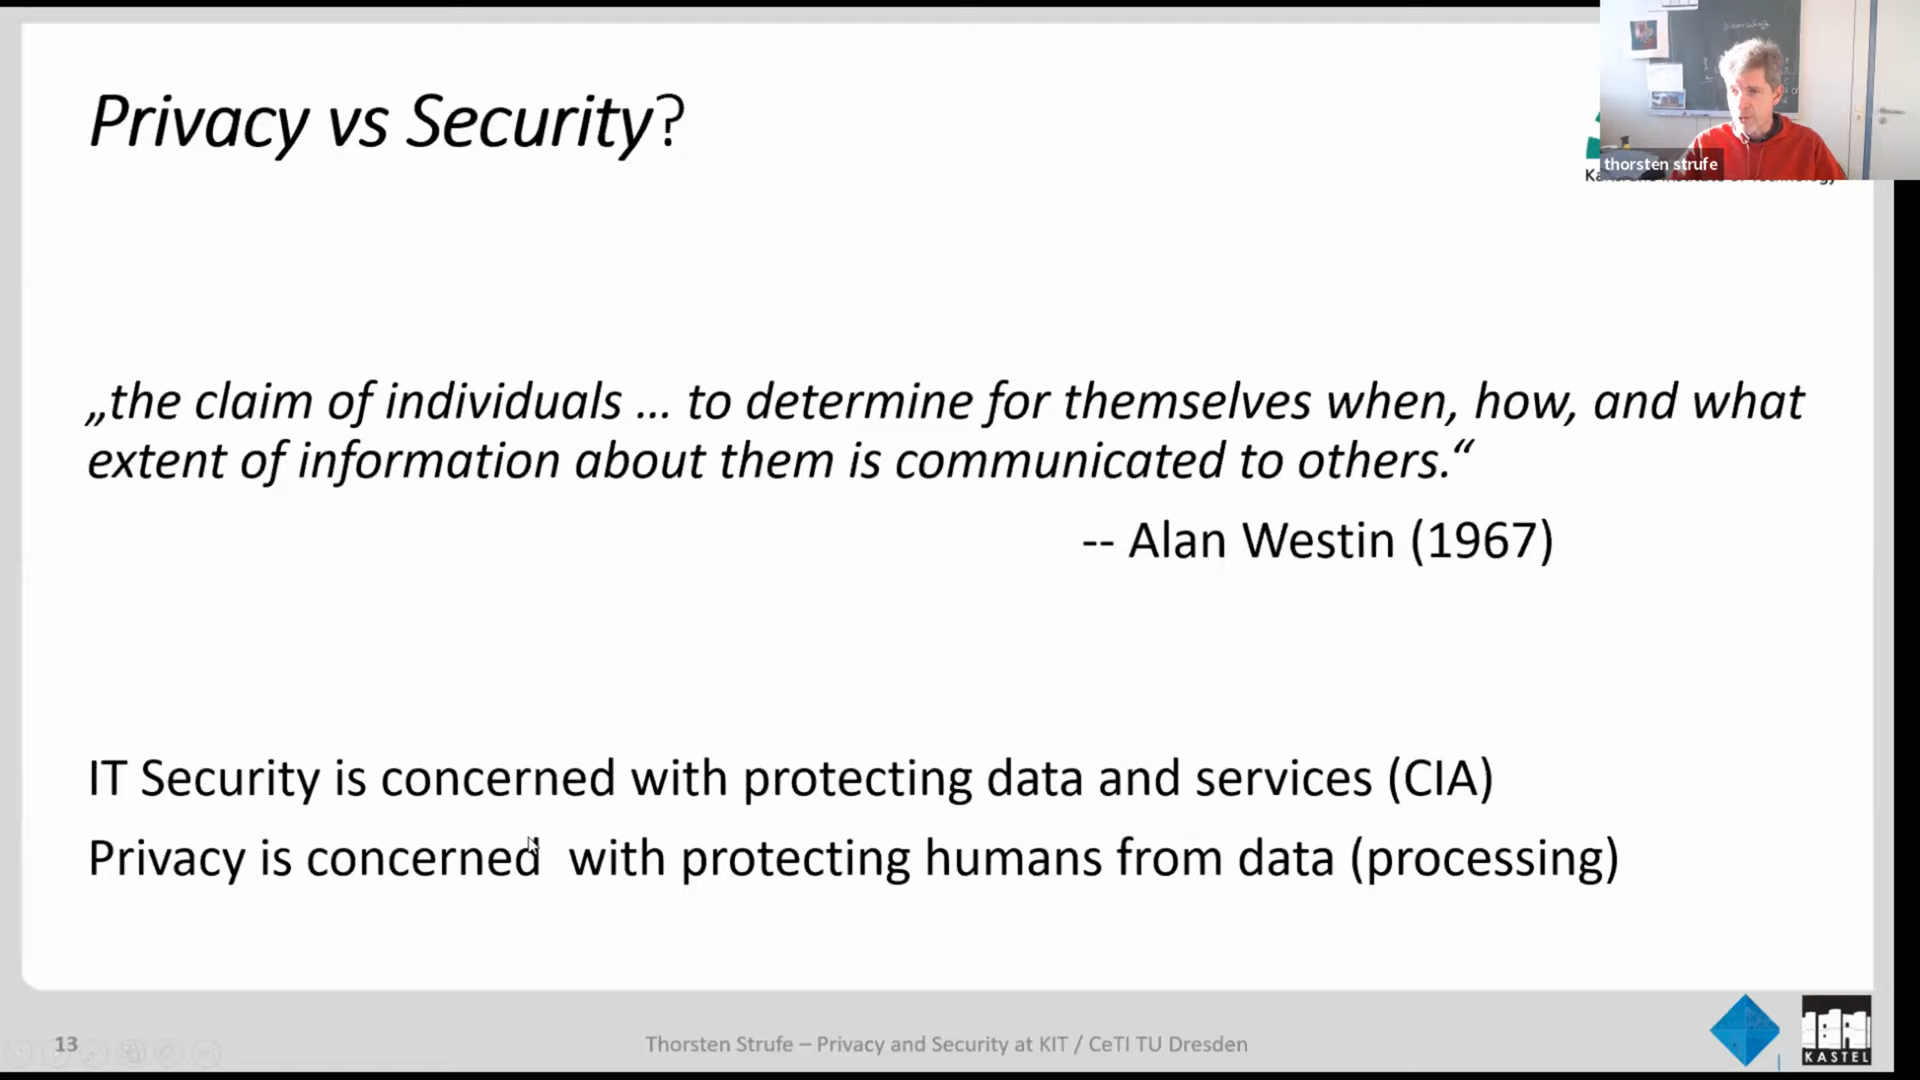 Privacy vs Security?
thorsten strufe
„the claim of individuals ... to determine for themselves when, how, and what
extent of information about them is communicated to others.“
-- Alan Westin (1967)
IT Security is concerned with protecting data and services (CIA)
Privacy is concerned  with protecting humans from data (processing)
13
Thorsten Strufe – Privacy and Security at KIT / CeTI TU Dresden
KASTEL